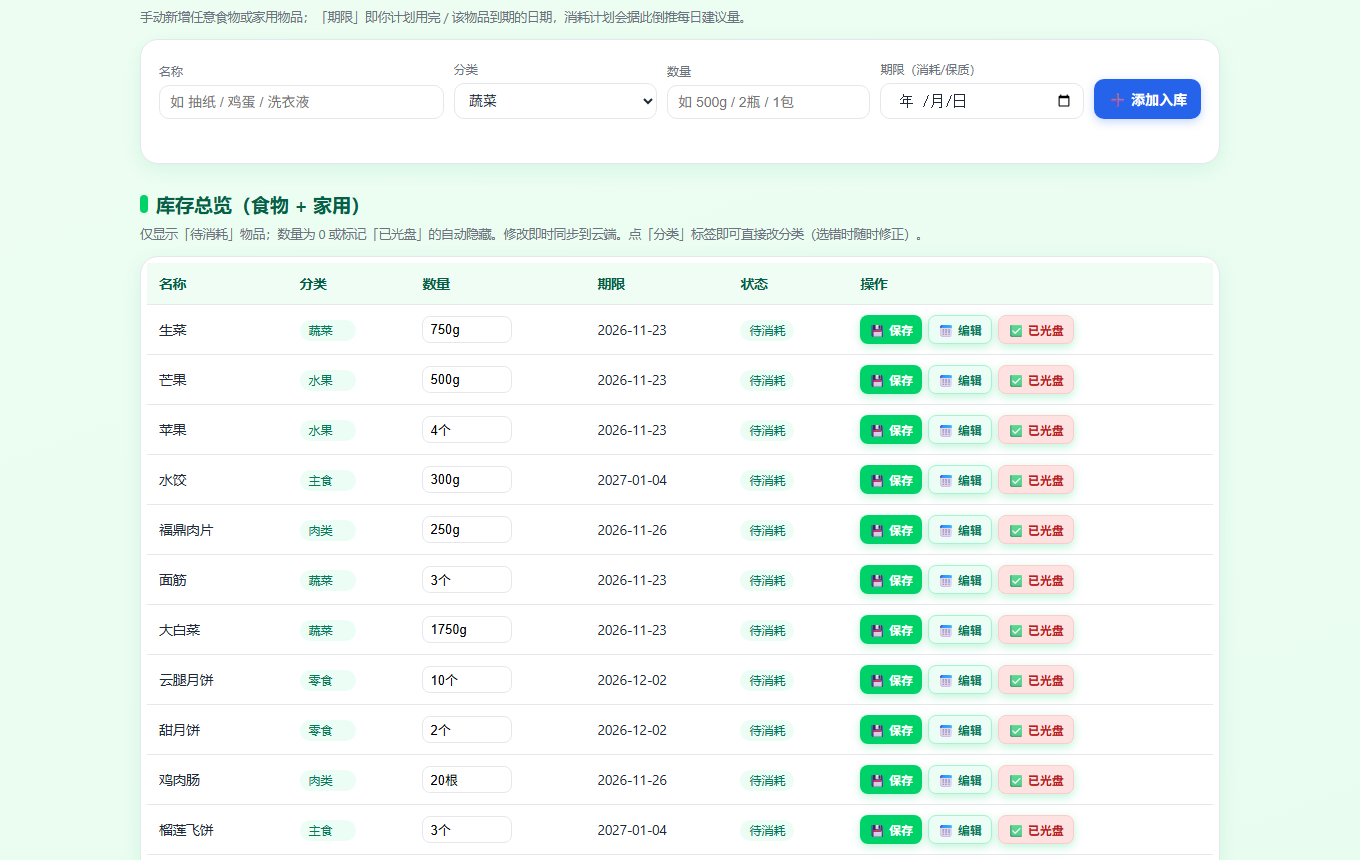 手动新增任意食物或家用物品；「期限」即你计划用完 / 该物品到期的日期，消耗计划会据此倒推每日建议量。
名称 分类 数量 期限（消耗/保质）
如 抽纸 / 鸡蛋 / 洗衣液 蔬菜 如 500g / 2瓶 / 1包 年 /月/日 添加入库
库存总览（食物 + 家用）
仅显示「待消耗」物品；数量为 0 或标记「已光盘」的自动隐藏。修改即时同步到云端。点「分类」标签即可直接改分类（选错时随时修正）。
名称 分类 数量 期限 状态 操作
生菜 蔬菜 750g 2026-11-23 待消耗 保存 编辑 已光盘
芒果 水果 500g 2026-11-23 待消耗 保存 编辑 已光盘
苹果 水果 4个 2026-11-23 待消耗 保存 编辑 已光盘
水饺 主食 300g 2027-01-04 待消耗 保存 编辑 已光盘
福鼎肉片 肉类 250g 2026-11-26 待消耗 保存 编辑 已光盘
面筋 蔬菜 3个 2026-11-23 待消耗 保存 编辑 已光盘
大白菜 蔬菜 1750g 2026-11-23 待消耗 保存 编辑 已光盘
云腿月饼 零食 10个 2026-12-02 待消耗 保存 编辑 已光盘
甜月饼 零食 2个 2026-12-02 待消耗 保存 编辑 已光盘
鸡肉肠 肉类 20根 2026-11-26 待消耗 保存 编辑 已光盘
榴莲飞饼 主食 3个 2027-01-04 待消耗 保存 编辑 已光盘